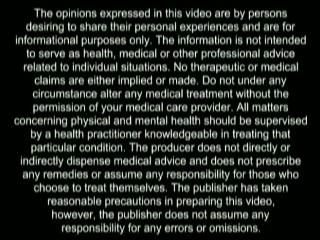 The opinions expressed in this video are by persons
desiring to share their personal experiences and are for
informational purposes only. The information is not intended
to serve as health, medical or other professional advice
related to individual situations. No therapeutic or medical
claims are either implied or made. Do not under any
circumstance alter any medical treatment without the
permission of your medical care provider. All matters
concerning physical and mental health should be supervised
by a health practitioner knowledgeable in treating that
particular condition. The producer does not directly or
indirectly dispense medical advice and does not prescribe
any remedies or assume any responsibility for those who
choose to treat themselves. The publisher has taken
reasonable precautions in preparing this video,
however, the publisher does not assume any
responsibility for any errors or omissions.